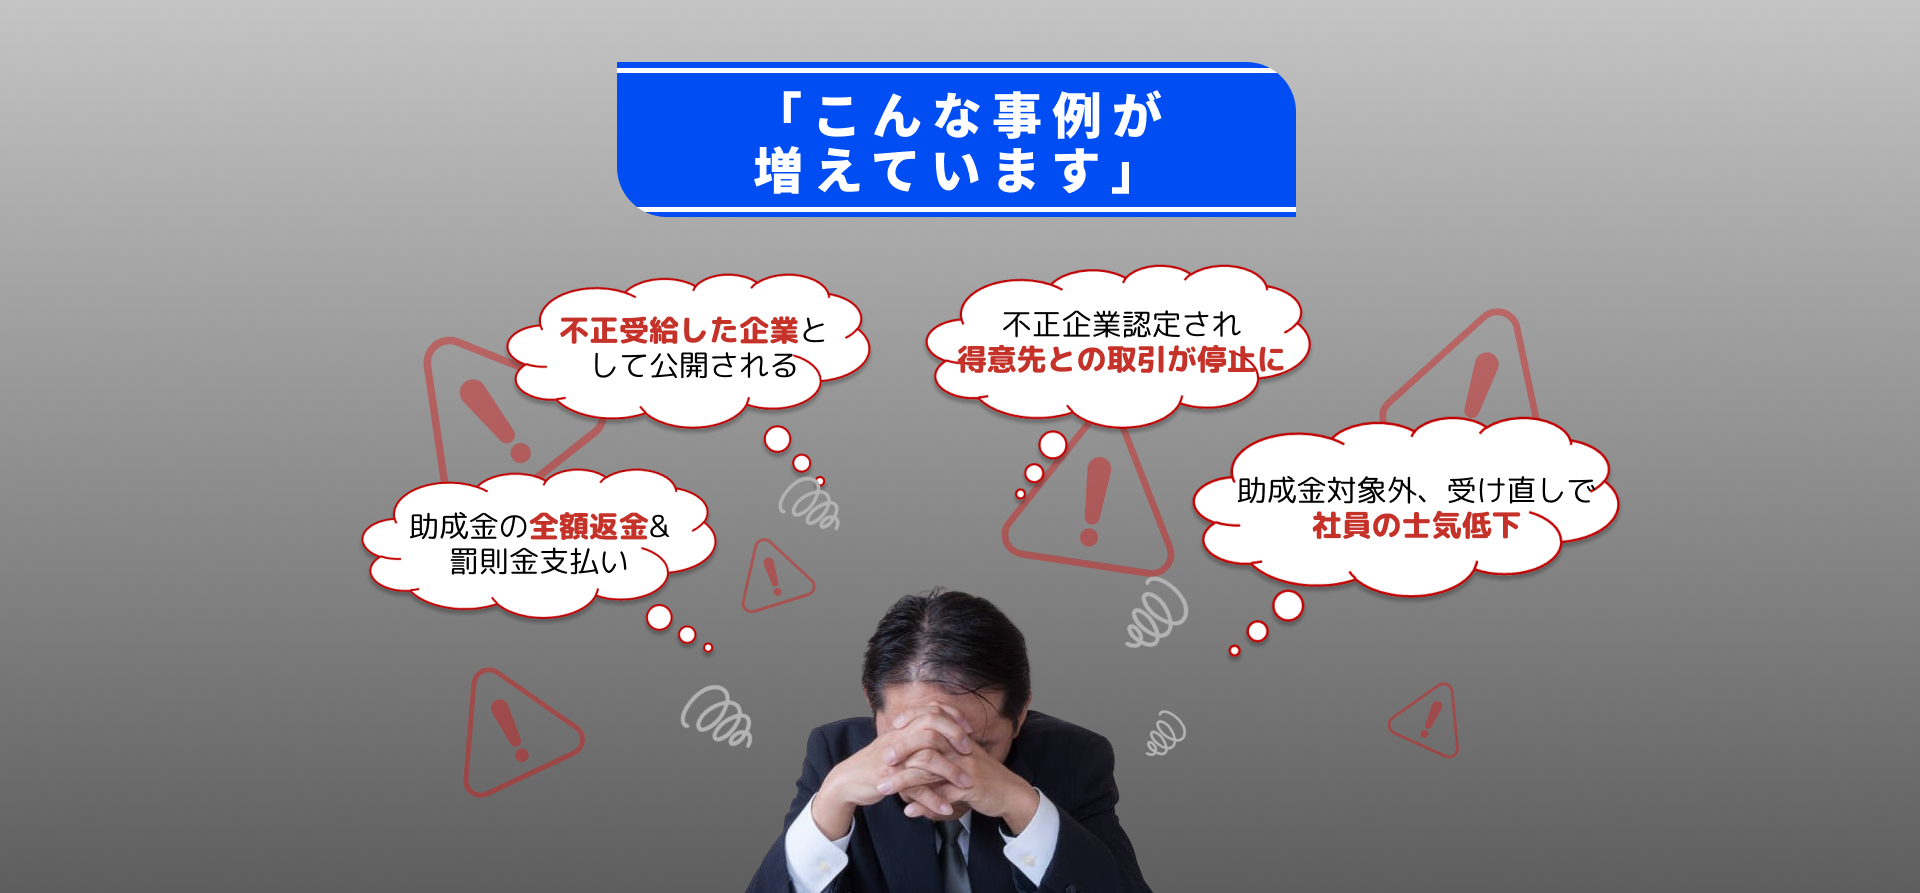 「こんな事例が
増えています」
不正受給した企業と
して公開される
不正企業認定され
得意先との取引が停止に
助成金の全額返金&
罰則金支払い
助成金対象外、受け直しで
社員の士気低下